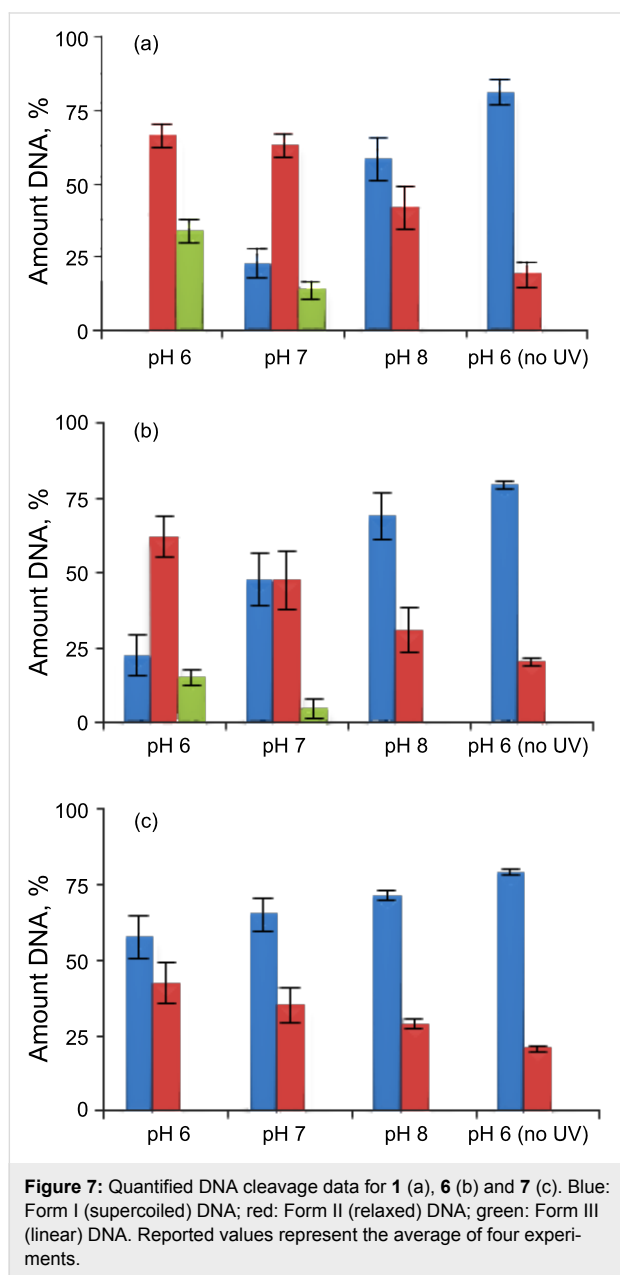 (a)
Amount DNA, %
100
75
50
25
0
pH 6 pH 7 pH 8 pH 6 (no UV)
(b)
Amount DNA, %
100
75
50
25
0
pH 6 pH 7 pH 8 pH 6 (no UV)
(c)
Amount DNA, %
100
75
50
25
0
pH 6 pH 7 pH 8 pH 6 (no UV)
Figure 7: Quantified DNA cleavage data for 1 (a), 6 (b) and 7 (c). Blue:
Form I (supercoiled) DNA; red: Form II (relaxed) DNA; green: Form III
(linear) DNA. Reported values represent the average of four experi-
ments.